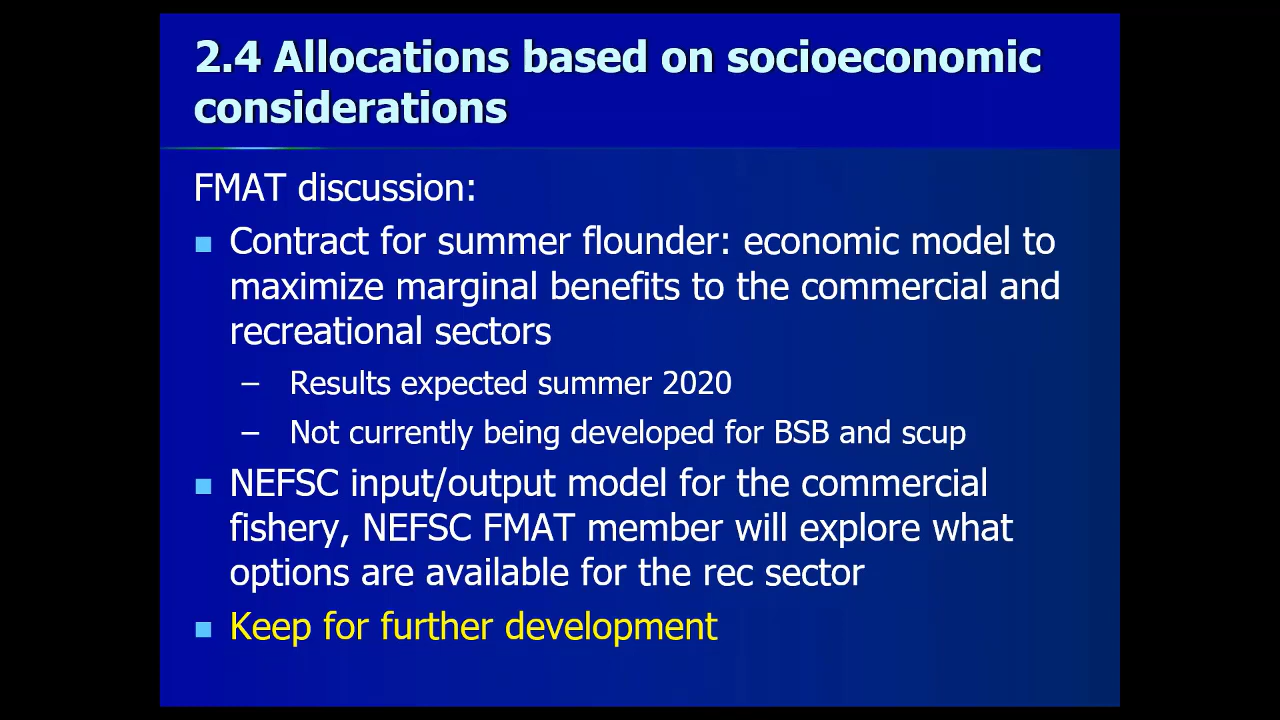 2.4 Allocations based on socioeconomic
considerations
FMAT discussion:
Contract for summer flounder: economic model to
maximize marginal benefits to the commercial and
recreational sectors
– Results expected summer 2020
– Not currently being developed for BSB and scup
NEFSC input/output model for the commercial
fishery, NEFSC FMAT member will explore what
options are available for the rec sector
Keep for further development